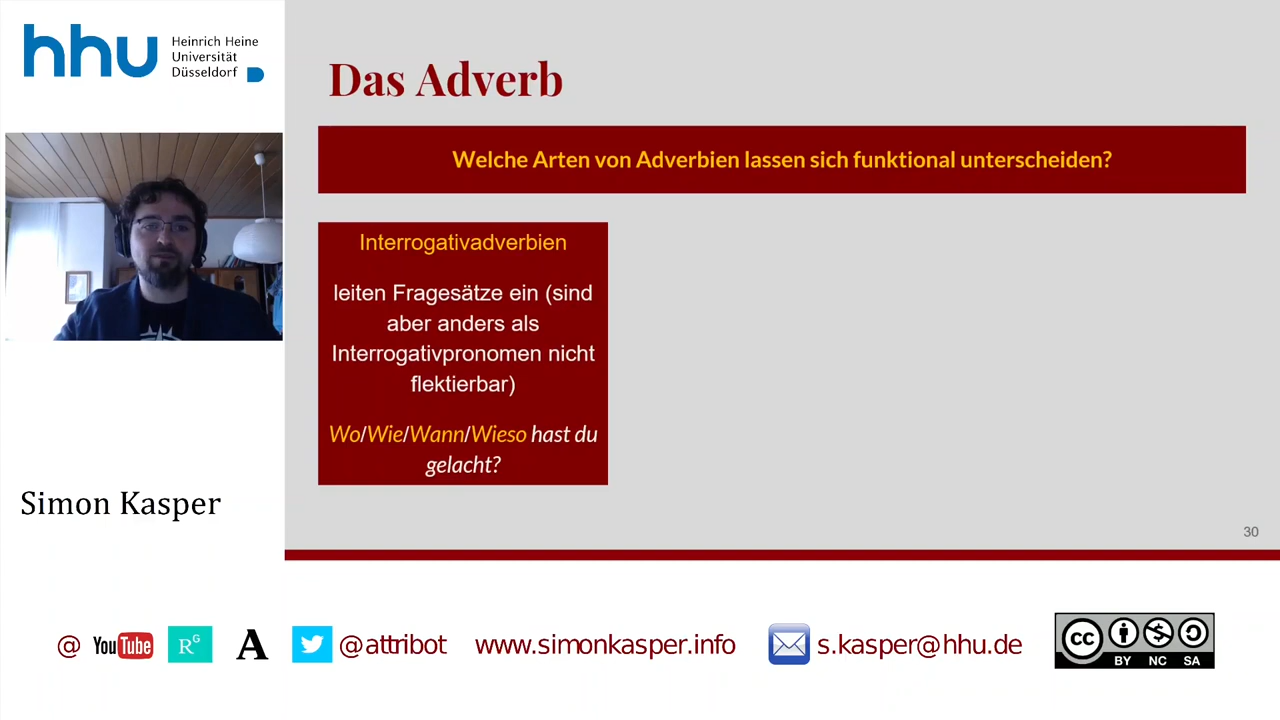 hhu
Heinrich Heine
Universität
Düsseldorf
Das Adverb
Welche Arten von Adverbien lassen sich funktional unterscheiden?
Interrogativadverbien
leiten Fragesätze ein (sind
aber anders als
Interrogativpronomen nicht
flektierbar)
Wo/Wie/Wann/Wieso hast du
gelacht?
Simon Kasper
30
@ YouTube RG A @attribot www.simonkasper.info s.kasper@hhu.de
cc BY NC SA